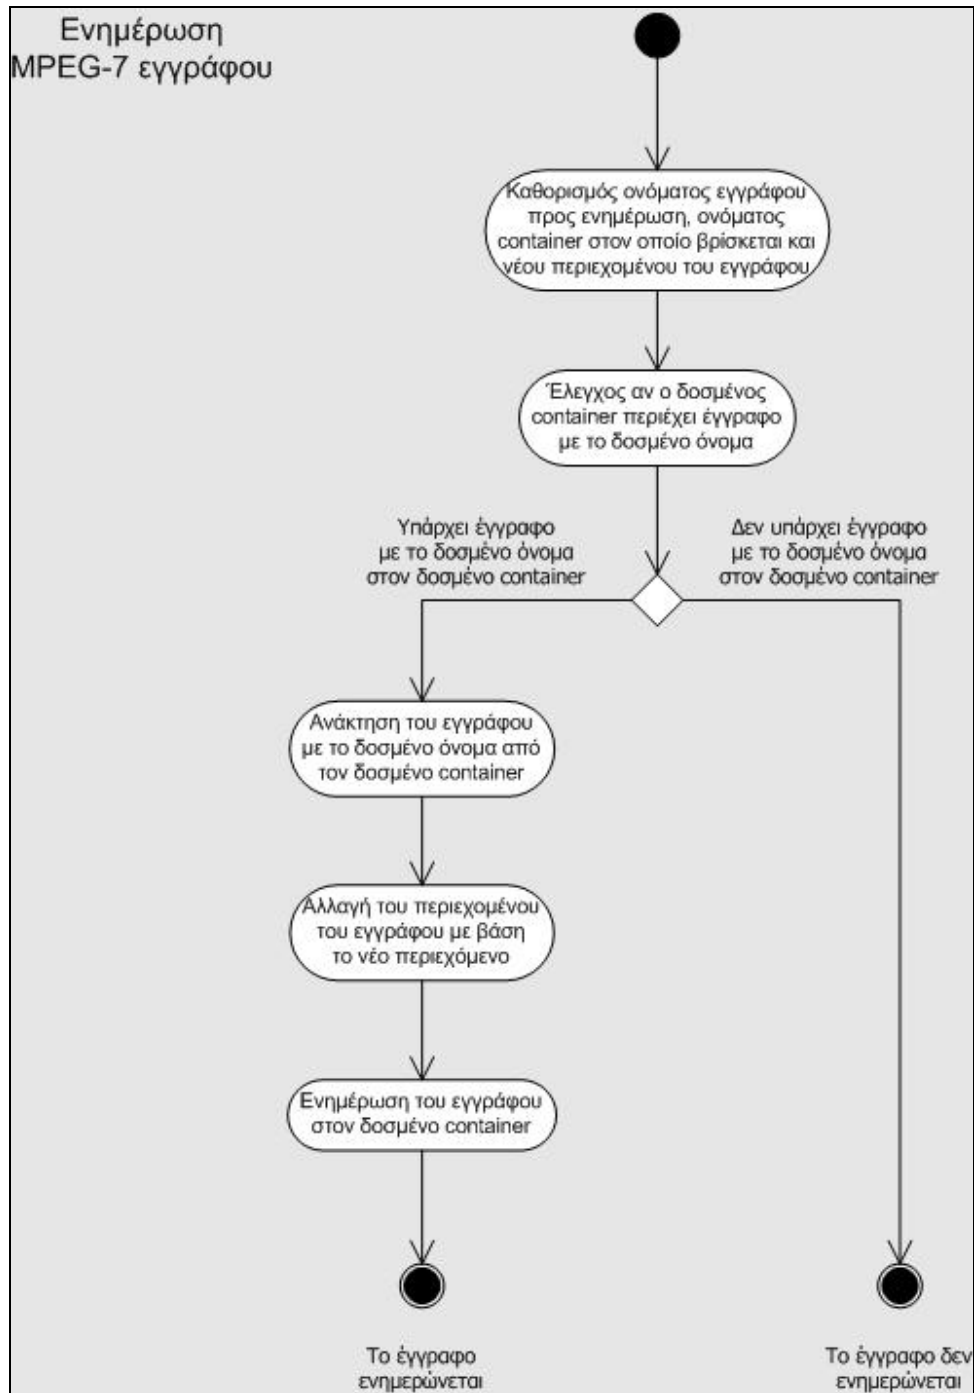 Ενημέρωση
MPEG-7 εγγράφου
Καθορισμός ονόματος εγγράφου
προς ενημέρωση, ονόματος
container στον οποίο βρίσκεται και
νέου περιεχομένου του εγγράφου
Έλεγχος αν ο δοσμένος
container περιέχει έγγραφο
με το δοσμένο όνομα
Υπάρχει έγγραφο
με το δοσμένο όνομα
στον δοσμένο container
Δεν υπάρχει έγγραφο
με το δοσμένο όνομα
στον δοσμένο container
Ανάκτηση του εγγράφου
με το δοσμένο όνομα από
τον δοσμένο container
Αλλαγή του περιεχομένου
του εγγράφου με βάση
το νέο περιεχόμενο
Ενημέρωση του εγγράφου
στον δοσμένο container
Το έγγραφο
ενημερώνεται
Το έγγραφο δεν
ενημερώνεται